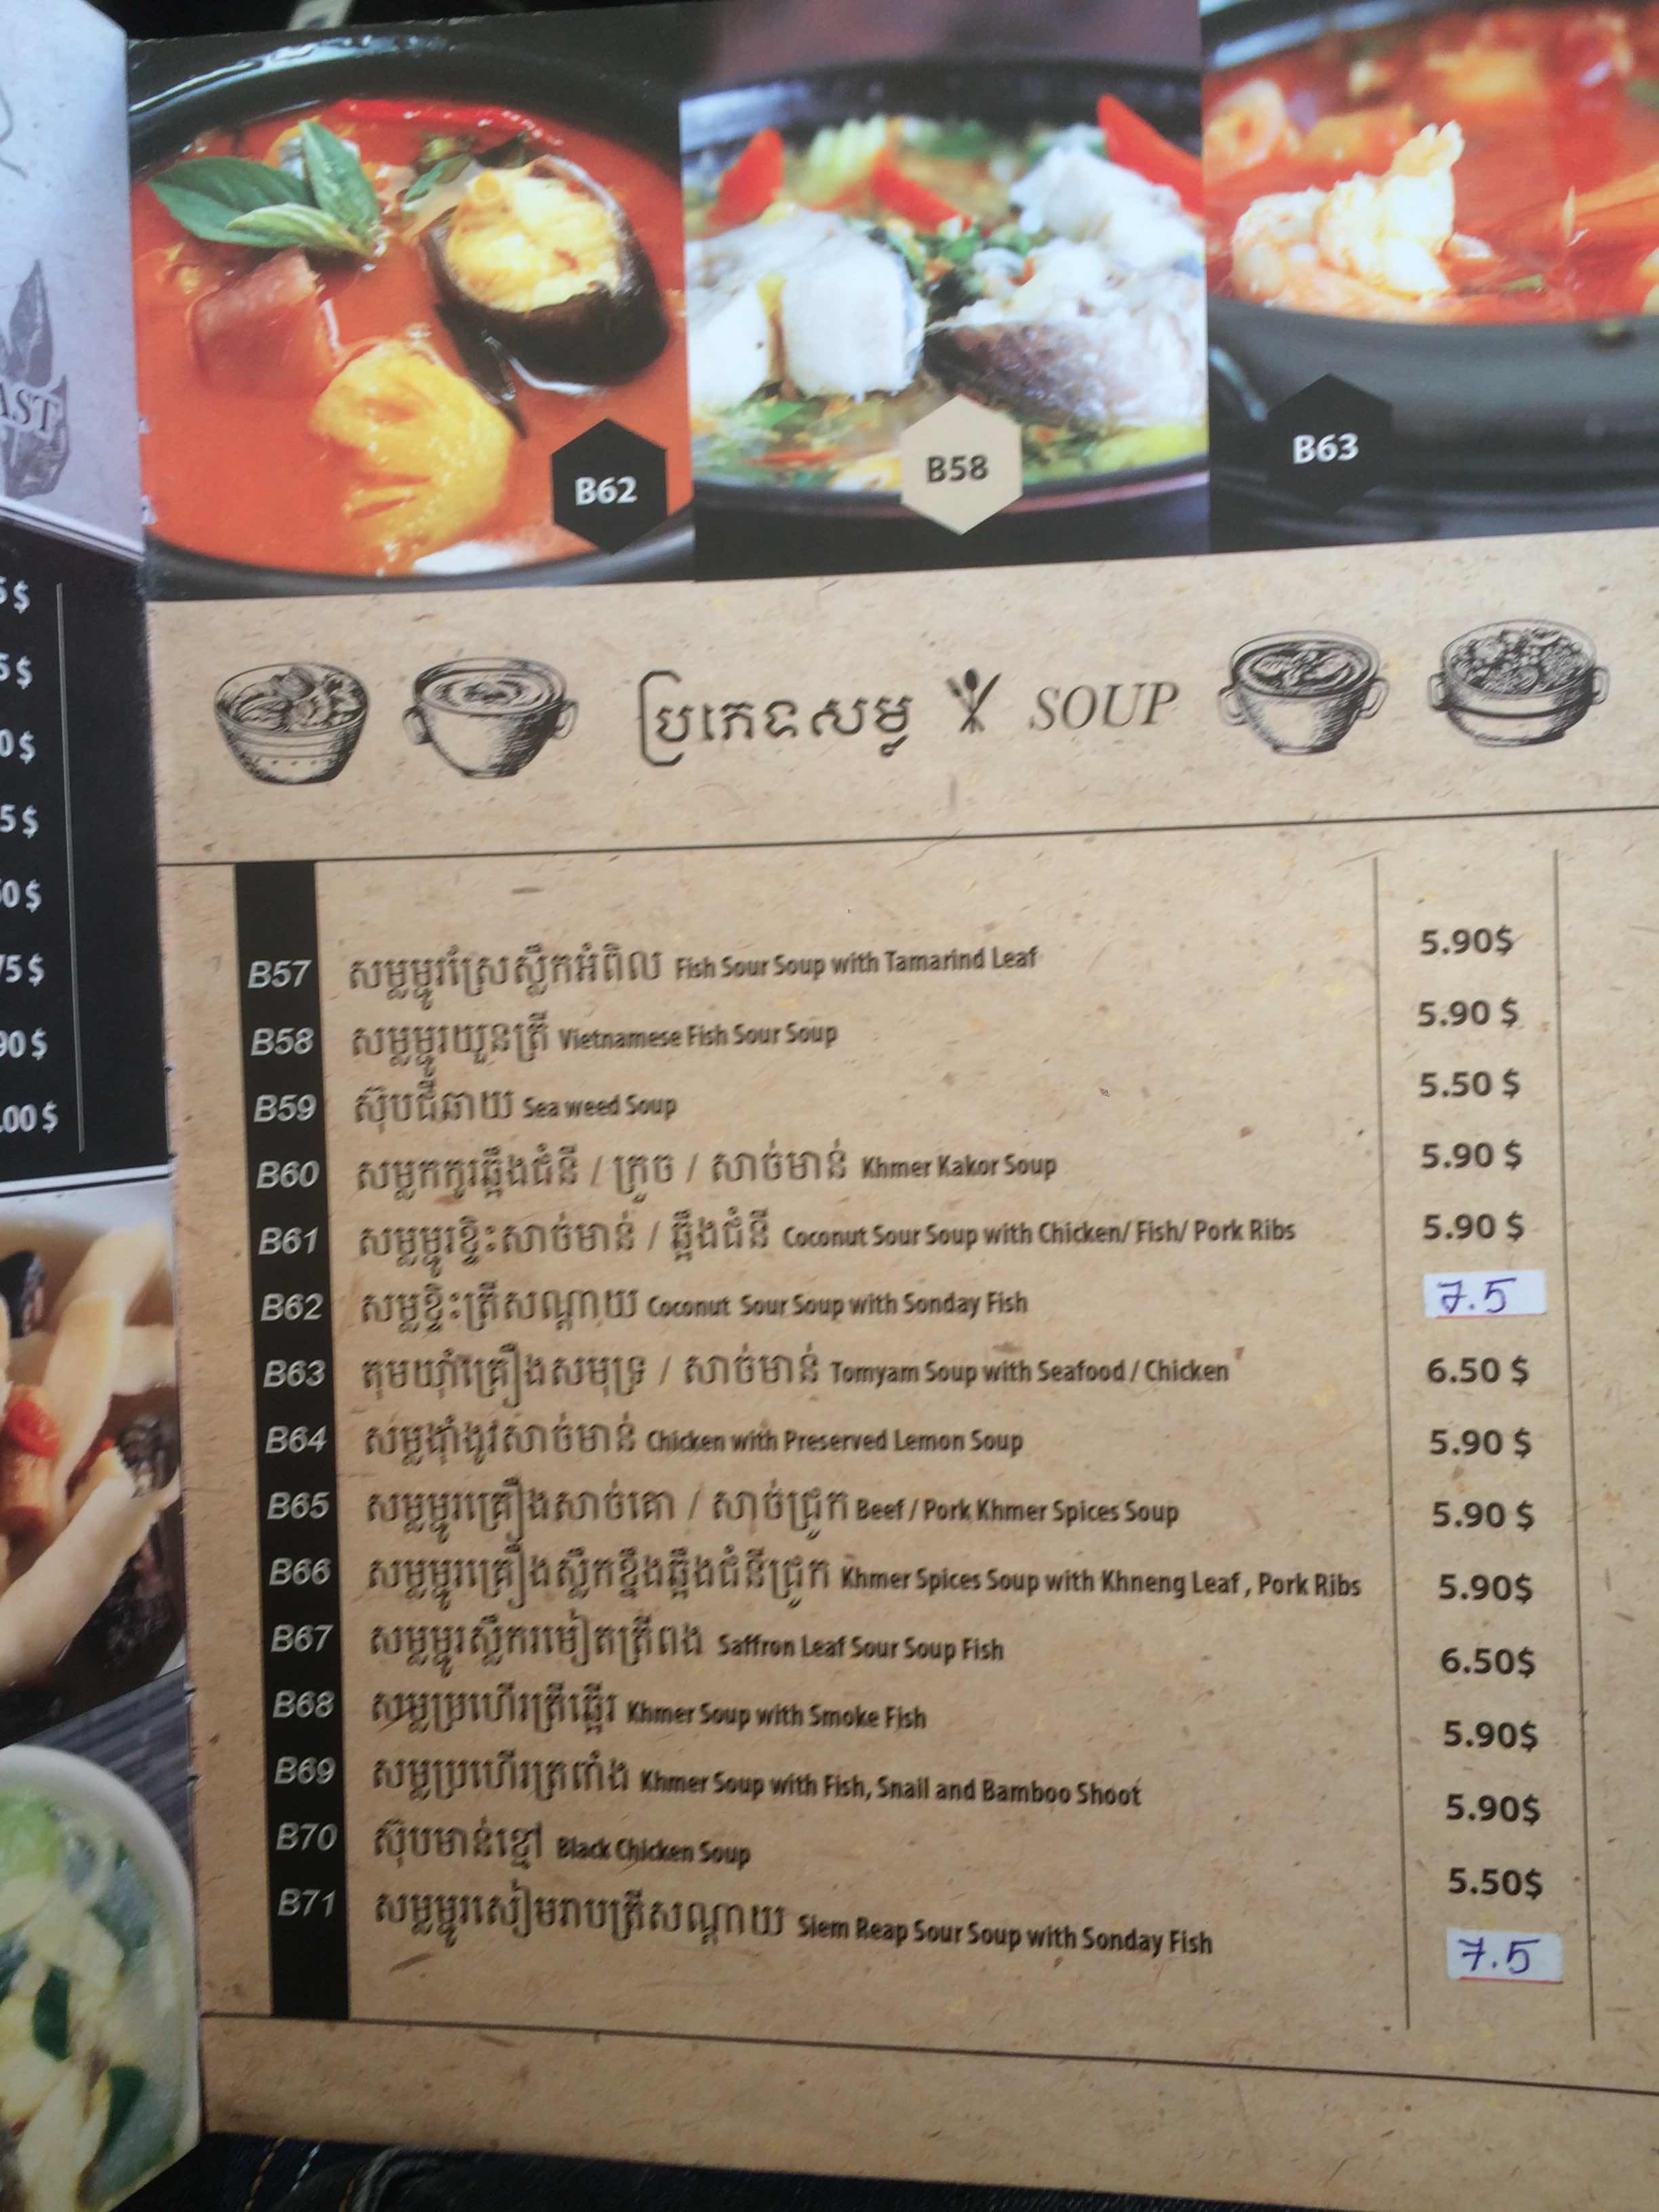 B62
B58
B63
AST
ប្រភេទសម្ល SOUP
B57 សម្លម្ជូរស្រែស្លឹកអំពិល Fish Sour Soup with Tamarind Leaf 5.90$
B58 សម្លម្ជូរយួនត្រី Vietnamese Fish Sour Soup 5.90 $
B59 ស៊ុបជីឆាយ Sea weed Soup 5.50 $
B60 សម្លកកូរឆ្អឹងជំនី / ក្រួច / សាច់មាន់ Khmer Kakor Soup 5.90 $
B61 សម្លម្ជូរខ្ទិះសាច់មាន់ / ឆ្អឹងជំនី Coconut Sour Soup with Chicken/ Fish/ Pork Ribs 5.90 $
B62 សម្លខ្ទិះត្រីសណ្តាយ Coconut Sour Soup with Sonday Fish 7.5
B63 តុមយ៉ាំគ្រឿងសមុទ្រ / សាច់មាន់ Tomyam Soup with Seafood / Chicken 6.50 $
B64 សម្លង៉ាំងូវសាច់មាន់ Chicken with Preserved Lemon Soup 5.90 $
B65 សម្លម្ជូរគ្រឿងសាច់គោ / សាច់ជ្រូក Beef / Pork Khmer Spices Soup 5.90 $
B66 សម្លម្ជូរគ្រឿងស្លឹកខ្នឹងឆ្អឹងជំនីជ្រូក Khmer Spices Soup with Khneng Leaf , Pork Ribs 5.90$
B67 សម្លម្ជូរស្លឹករមៀតត្រីពង Saffron Leaf Sour Soup Fish 6.50$
B68 សម្លប្រហើរត្រីឆ្អើរ Khmer Soup with Smoke Fish 5.90$
B69 សម្លប្រហើរត្រពាំង Khmer Soup with Fish, Snail and Bamboo Shoot 5.90$
B70 ស៊ុបមាន់ខ្មៅ Black Chicken Soup 5.50$
B71 សម្លម្ជូរសៀមរាបត្រីសណ្តាយ Siem Reap Sour Soup with Sonday Fish 7.5